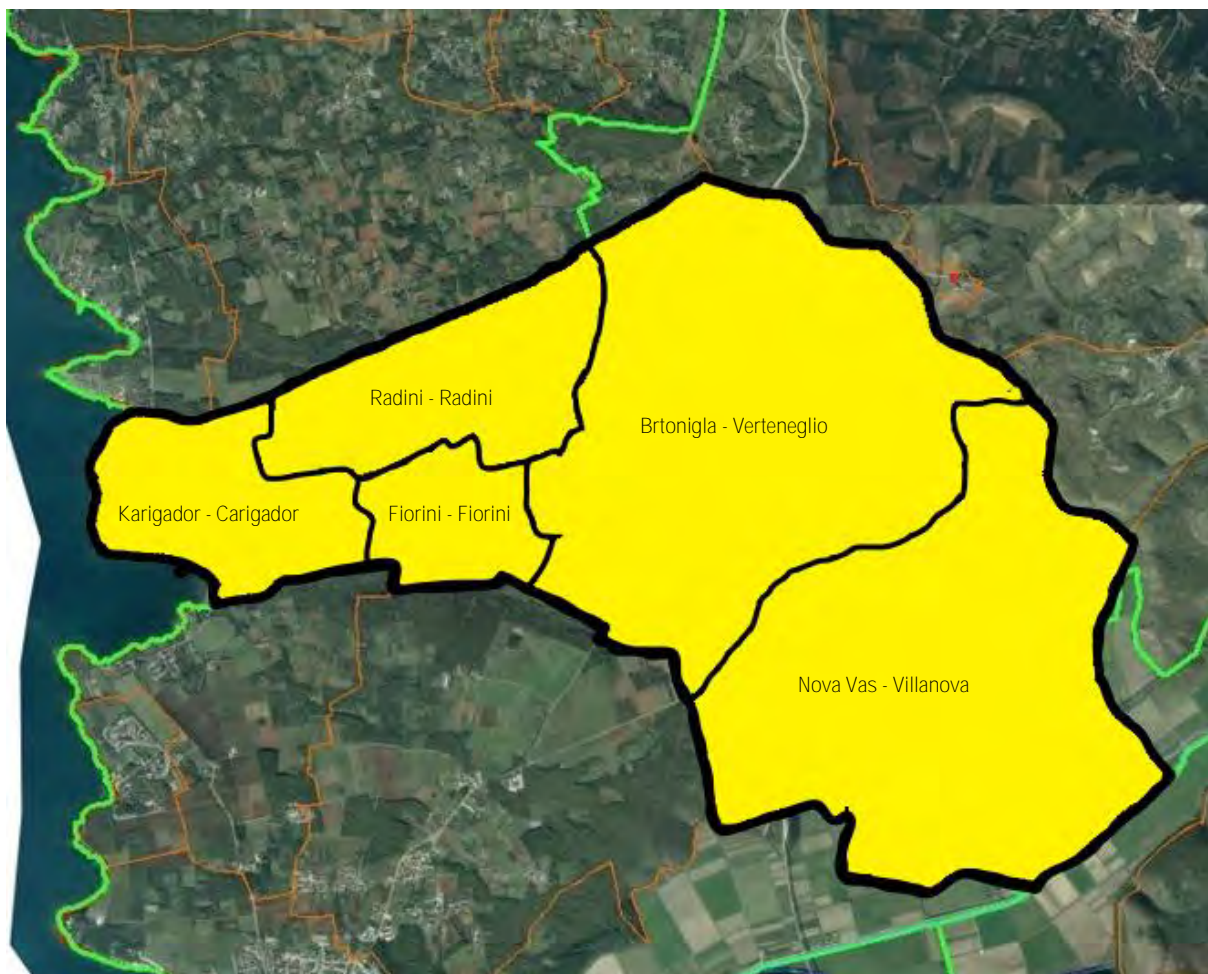 Radini - Radini
Brtonigla - Verteneglio
Karigador - Carigador
Fiorini - Fiorini
Nova Vas - Villanova